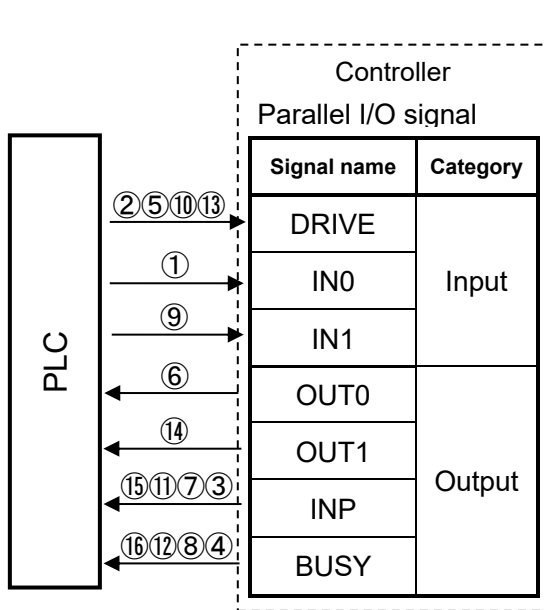 Controller
Parallel I/O signal
Signal name Category
②⑤⑩⑬ DRIVE
① IN0 Input
⑨ IN1
PLC
⑥ OUT0
⑭ OUT1
Output
⑮⑪⑦③ INP
⑯⑫⑧④ BUSY